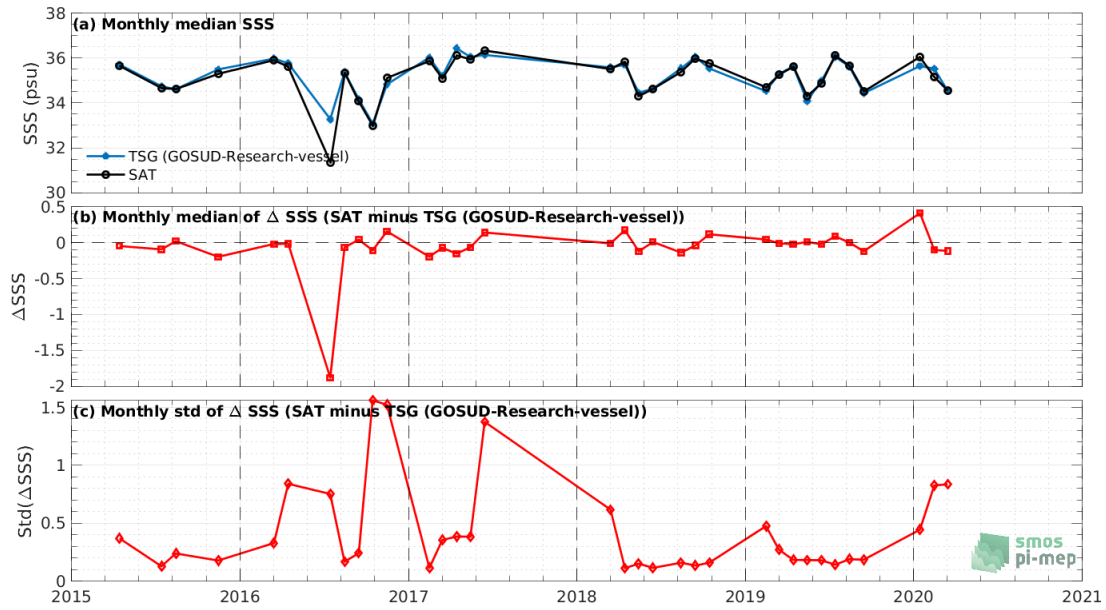 (a) Monthly median SSS
38
36
34
32
30
SSS (psu)
TSG (GOSUD-Research-vessel)
SAT
(b) Monthly median of Δ SSS (SAT minus TSG (GOSUD-Research-vessel))
0.5
0
-0.5
-1
-1.5
-2
ΔSSS
(c) Monthly std of Δ SSS (SAT minus TSG (GOSUD-Research-vessel))
1.5
1
0.5
0
Std(ΔSSS)
smos
pi-mep
2015 2016 2017 2018 2019 2020 2021